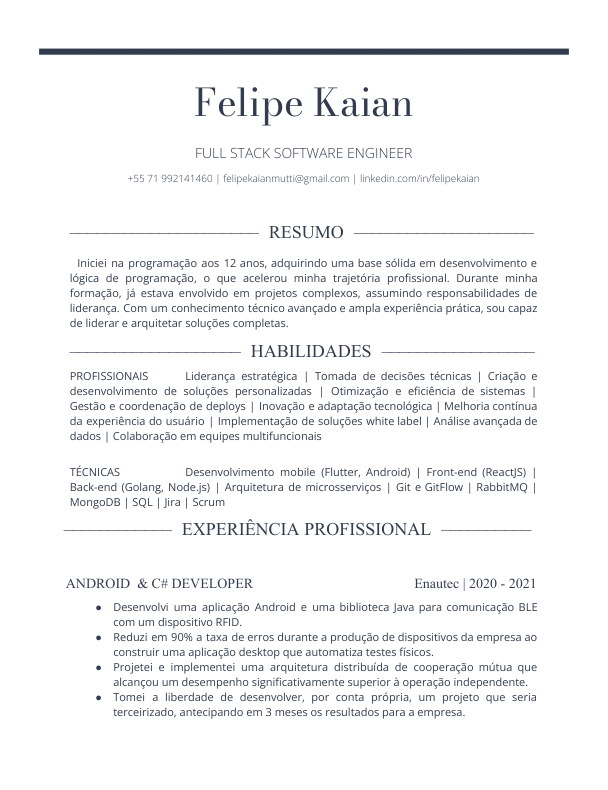 Felipe Kaian
FULL STACK SOFTWARE ENGINEER
+55 71 992141460 | felipekaianmutti@gmail.com | linkedin.com/in/felipekaian
RESUMO
Iniciei na programação aos 12 anos, adquirindo uma base sólida em desenvolvimento e
lógica de programação, o que acelerou minha trajetória profissional. Durante minha
formação, já estava envolvido em projetos complexos, assumindo responsabilidades de
liderança. Com um conhecimento técnico avançado e ampla experiência prática, sou capaz
de liderar e arquitetar soluções completas.
HABILIDADES
PROFISSIONAIS Liderança estratégica | Tomada de decisões técnicas | Criação e
desenvolvimento de soluções personalizadas | Otimização e eficiência de sistemas |
Gestão e coordenação de deploys | Inovação e adaptação tecnológica | Melhoria contínua
da experiência do usuário | Implementação de soluções white label | Análise avançada de
dados | Colaboração em equipes multifuncionais
TÉCNICAS Desenvolvimento mobile (Flutter, Android) | Front-end (ReactJS) |
Back-end (Golang, Node.js) | Arquitetura de microsserviços | Git e GitFlow | RabbitMQ |
MongoDB | SQL | Jira | Scrum
EXPERIÊNCIA PROFISSIONAL
ANDROID & C# DEVELOPER Enautec | 2020 - 2021
● Desenvolvi uma aplicação Android e uma biblioteca Java para comunicação BLE
com um dispositivo RFID.
● Reduzi em 90% a taxa de erros durante a produção de dispositivos da empresa ao
construir uma aplicação desktop que automatiza testes físicos.
● Projetei e implementei uma arquitetura distribuída de cooperação mútua que
alcançou um desempenho significativamente superior à operação independente.
● Tomei a liberdade de desenvolver, por conta própria, um projeto que seria
terceirizado, antecipando em 3 meses os resultados para a empresa.